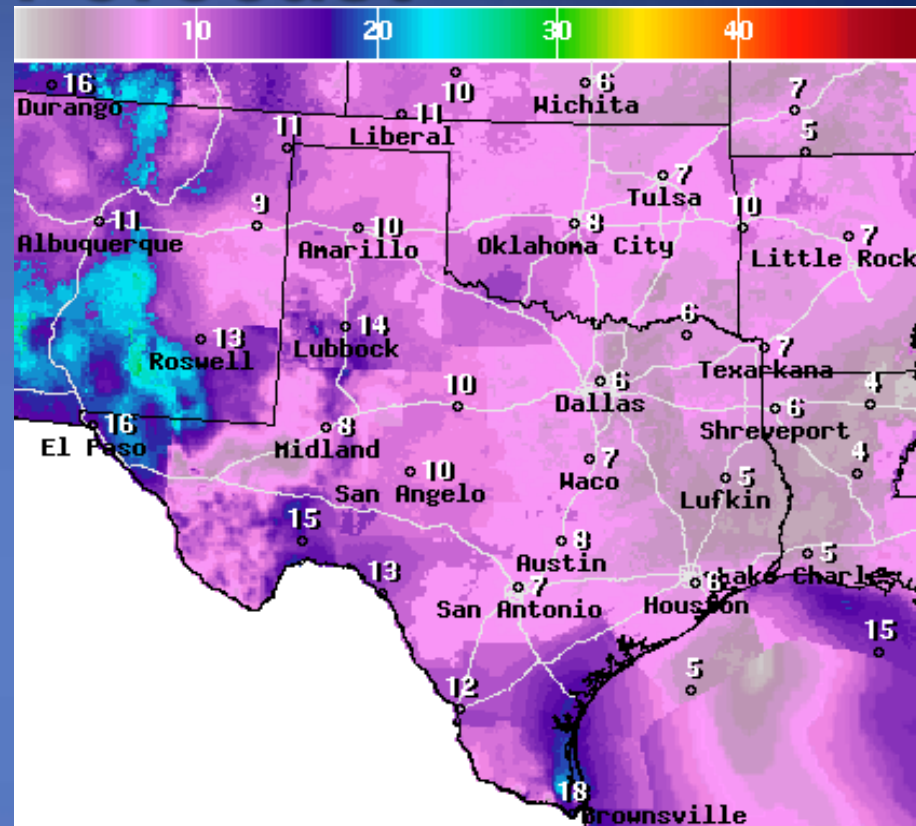 10 20 30 40
16 10 6 7
Durango Wichita
11 11 5
Liberal
7
Tulsa
11 9 10 8 10 7
Albuquerque Amarillo Oklahoma City Little Rock
13 14 6 7
Roswell Lubbock Texarkana
10 6 6 4
Dallas
16 8 Shreveport
El Paso Midland
10 7 5 4
San Angelo Waco Lufkin
15 8 5
Austin
13 7 6 Lake Charles
San Antonio Houston
15
12 5
18
Brownsville